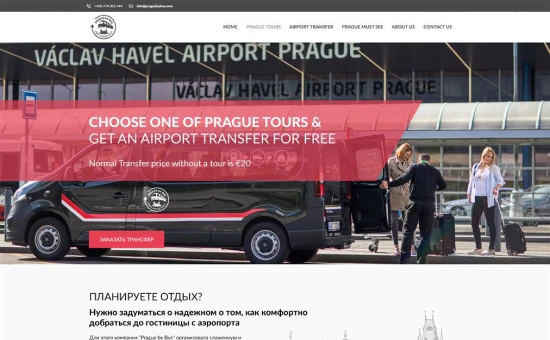 +420 774 205 744 info@praguebybus.com
HOME PRAGUE TOURS AIRPORT TRANSFER PRAGUE MUST SEE ABOUT US CONTACT US
VÁCLAV HAVEL AIRPORT PRAGUE
VÁCLAV HAVEL AIRPORT PRAGUE
CHOOSE ONE OF PRAGUE TOURS &
GET AN AIRPORT TRANSFER FOR FREE
Normal Transfer price without a tour is €20
ЗАКАЗАТЬ ТРАНСФЕР
ПЛАНИРУЕТЕ ОТДЫХ?
Нужно задуматься о надежном о том, как комфортно
добраться до гостиницы с аэропорта
Для этого компания "Prague by Bus" организовала слаженную и